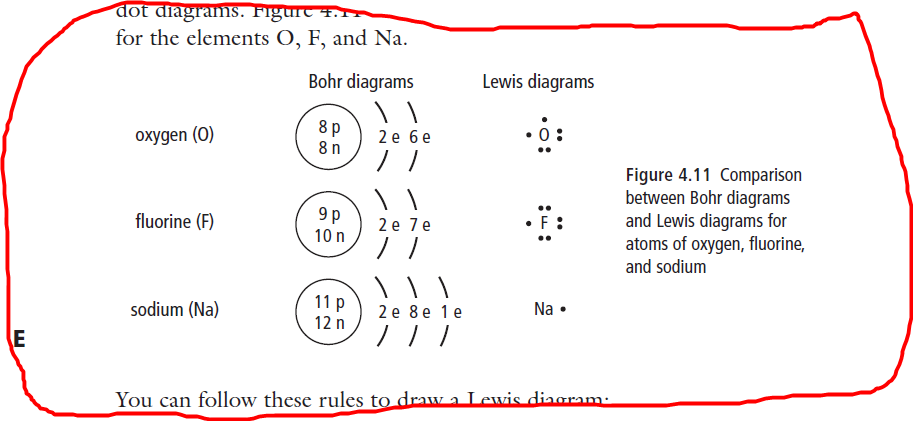 dot diagrams. Figure 4.11
for the elements O, F, and Na.
Bohr diagrams Lewis diagrams
oxygen (O) 8 p 8 n 2 e 6 e O
fluorine (F) 9 p 10 n 2 e 7 e F
sodium (Na) 11 p 12 n 2 e 8 e 1 e Na
Figure 4.11 Comparison
between Bohr diagrams
and Lewis diagrams for
atoms of oxygen, fluorine,
and sodium
E
You can follow these rules to draw a Lewis diagram: